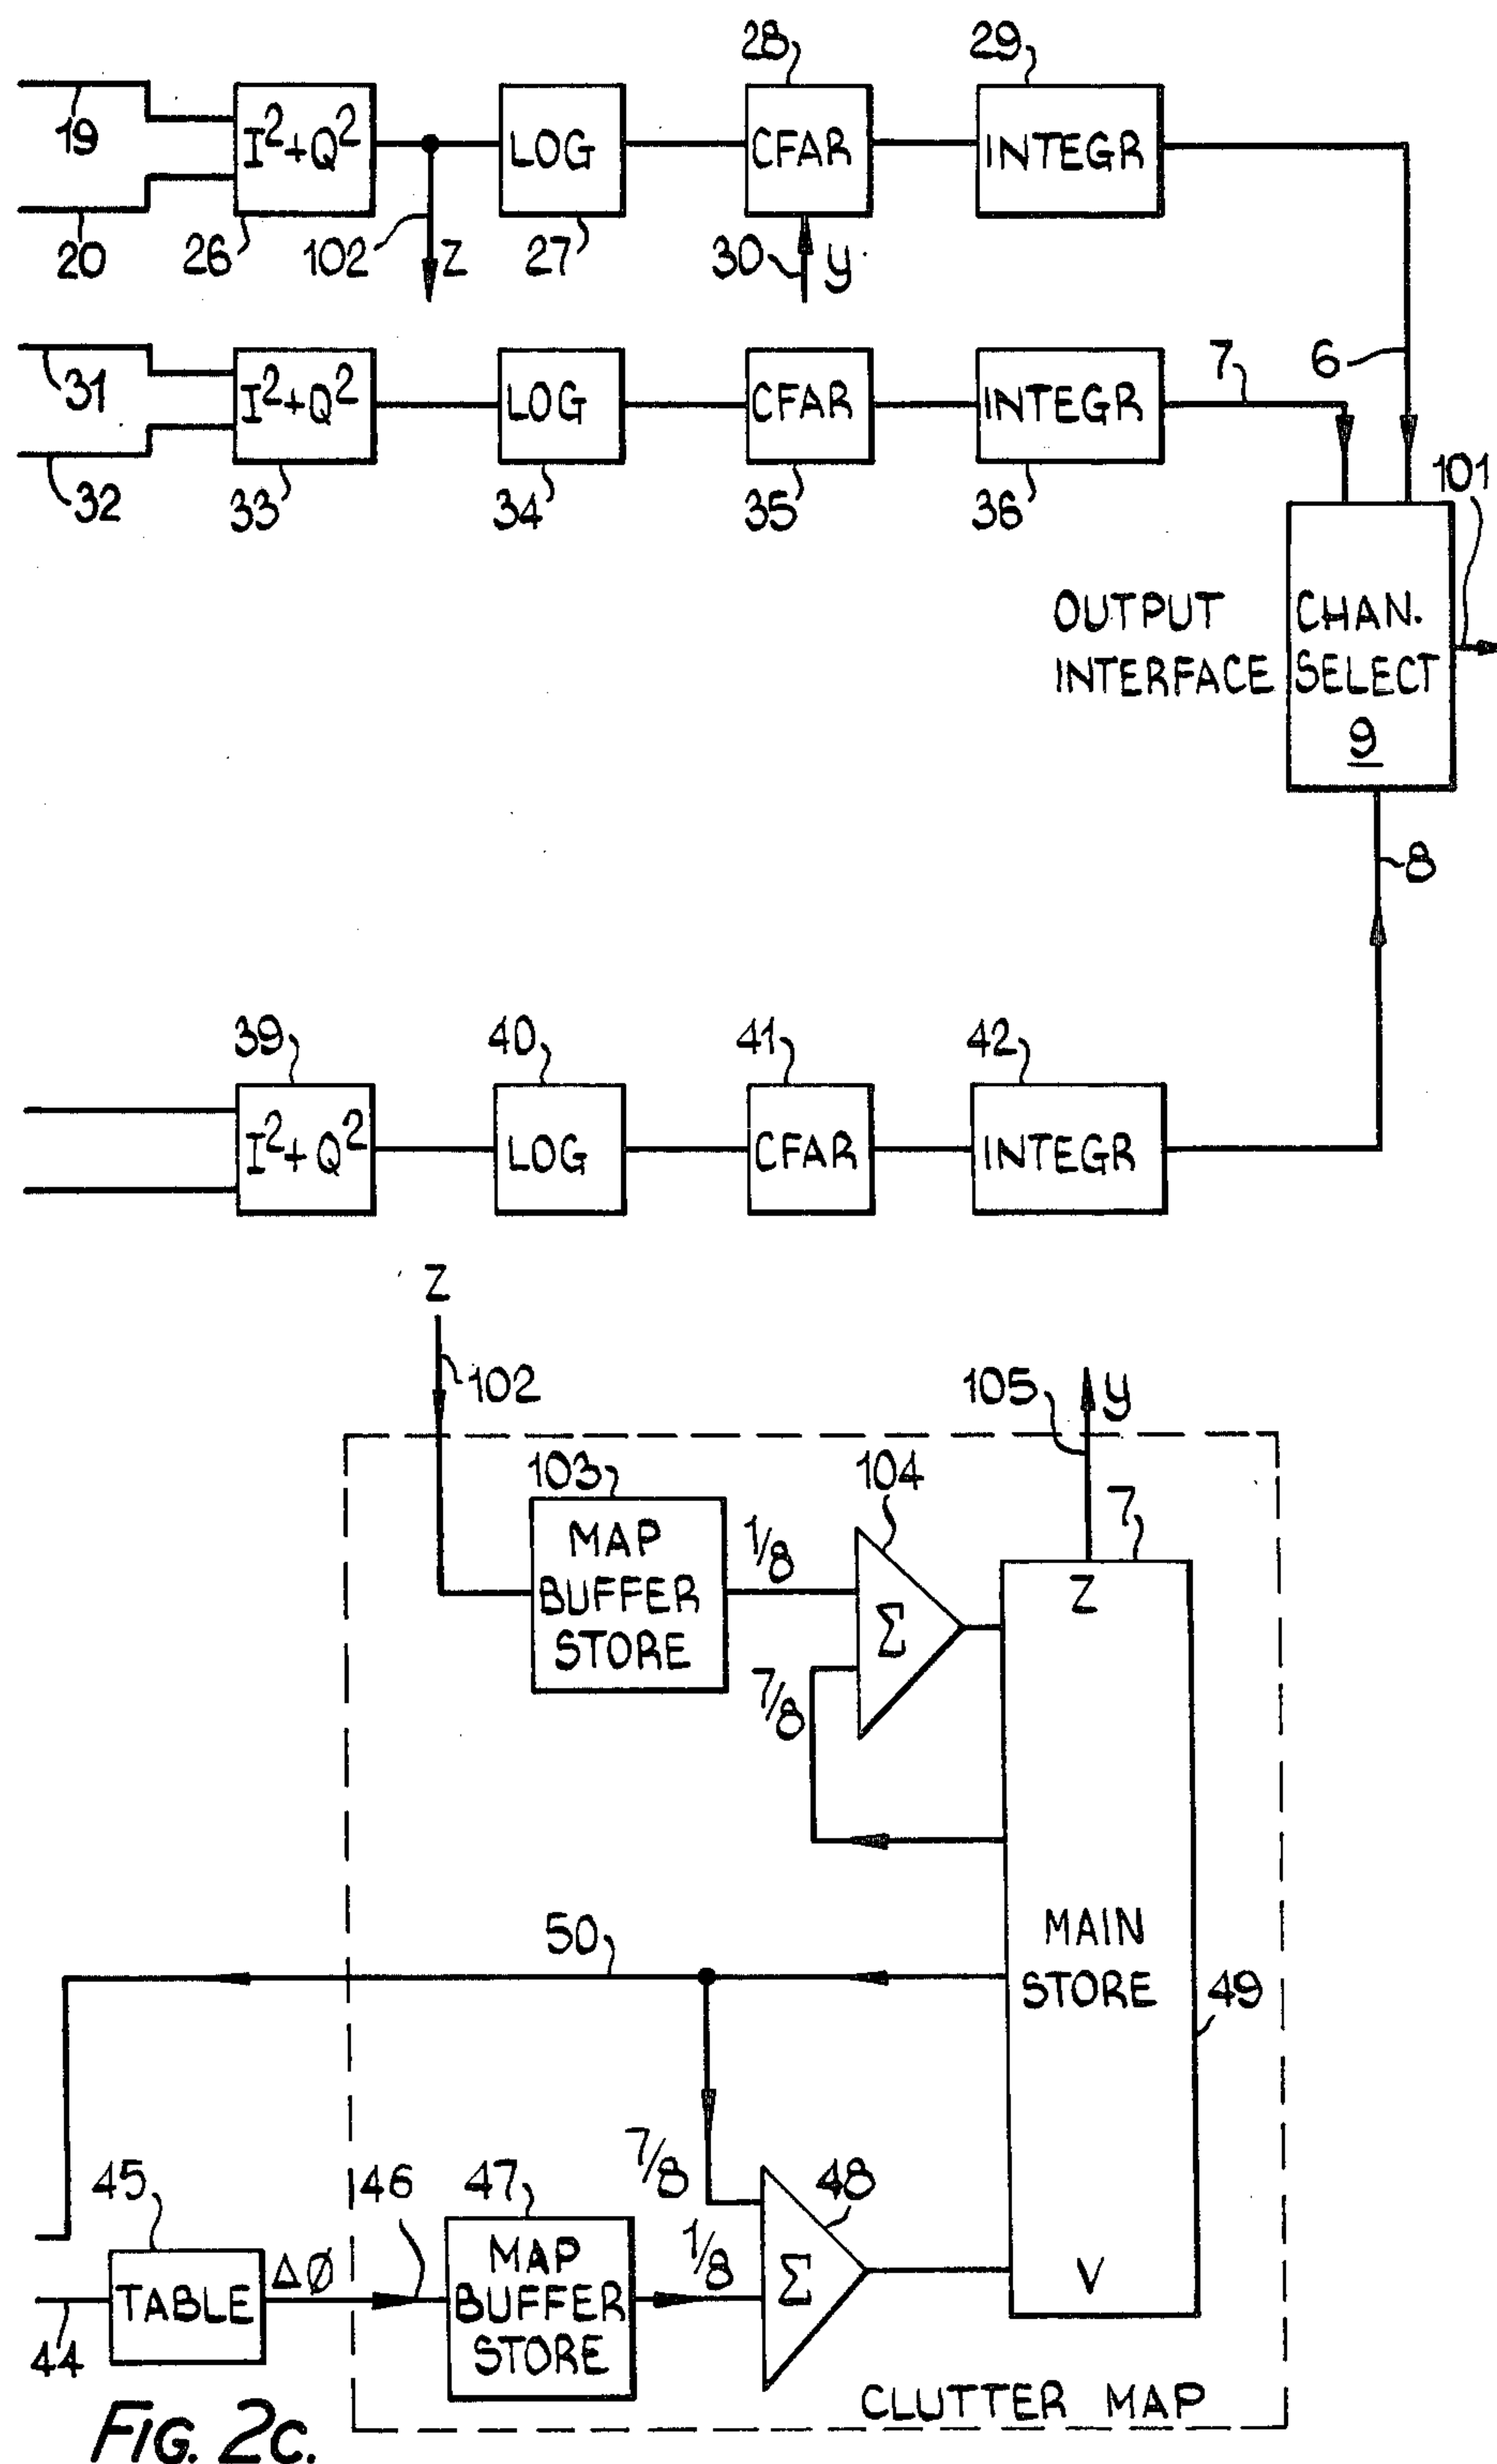 28
29
19
I²+Q²
LOG
CFAR
INTEGR
20
26
102
Z
27
30
y
31
I²+Q²
LOG
CFAR
INTEGR
7
6
32
33
34
35
36
101
OUTPUT
INTERFACE
CHAN.
SELECT
9
8
39
40
41
42
I²+Q²
LOG
CFAR
INTEGR
Z
102
105
y
103
104
7
MAP
BUFFER
STORE
1/8
Σ
Z
7/8
50
MAIN
STORE
49
45
46
47
7/8
48
TABLE
ΔØ
MAP
BUFFER
STORE
1/8
Σ
V
44
CLUTTER MAP
FIG. 2c.